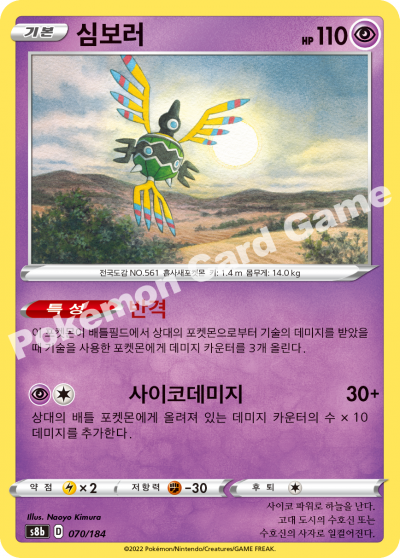 기본 심보러 HP 110
전국도감 NO.561 흡사새포켓몬 키: 1.4 m 몸무게: 14.0 kg
특성 반격
이 포켓몬이 배틀필드에서 상대의 포켓몬으로부터 기술의 데미지를 받았을
때 기술을 사용한 포켓몬에게 데미지 카운터를 3개 올린다.
사이코데미지 30+
상대의 배틀 포켓몬에게 올려져 있는 데미지 카운터의 수 × 10
데미지를 추가한다.
약점 ×2 저항력 -30 후퇴
Illus. Naoyo Kimura
s8b D 070/184
사이코 파워로 하늘을 난다.
고대 도시의 수호신 또는
수호신의 사자로 일컬어진다.
©2022 Pokémon/Nintendo/Creatures/GAME FREAK.
Pokémon Card Game